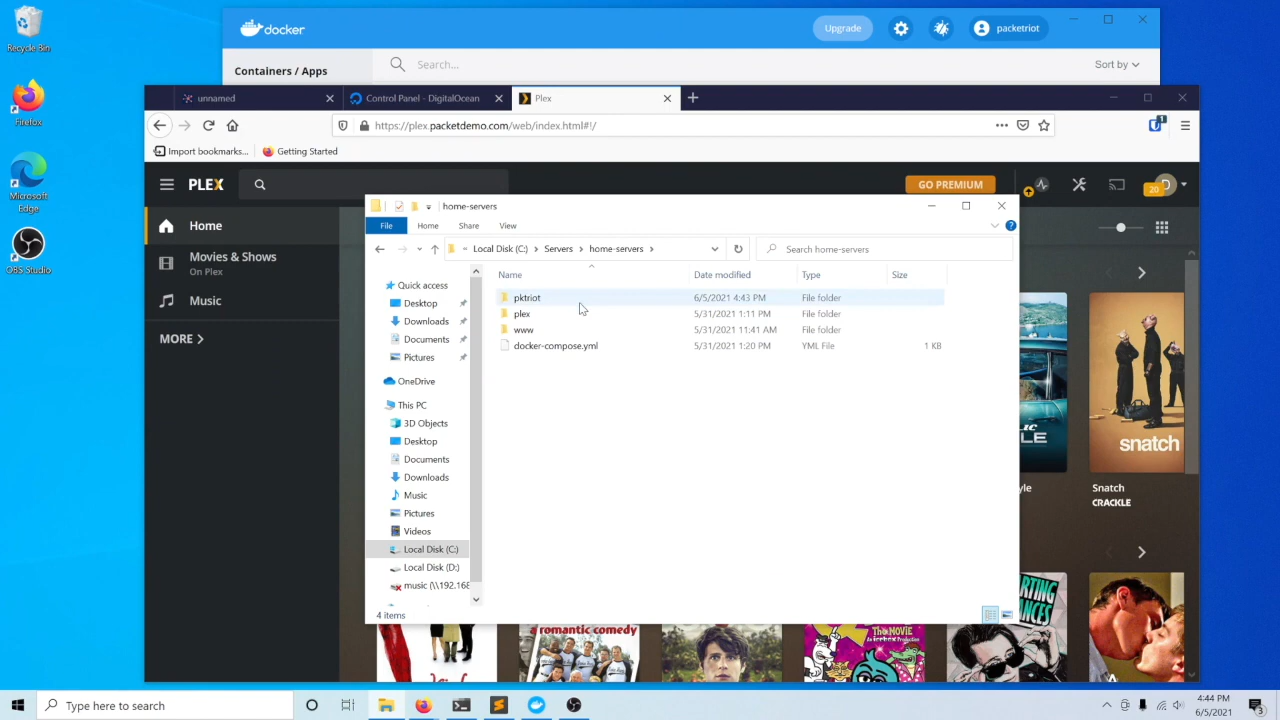 Recycle Bin
Firefox
Microsoft
Edge
OBS Studio
docker
Upgrade
packetriot
Containers / Apps
Search...
Sort by
unnamed
Control Panel - DigitalOcean
Plex
https://plex.packetdemo.com/web/index.html#!/
1
Import bookmarks...
Getting Started
PLEX
GO PREMIUM
20
D
Home
Movies & Shows
On Plex
Music
MORE
home-servers
File
Home
Share
View
Local Disk (C:)
Servers
home-servers
Search home-servers
Name
Date modified
Type
Size
pktriot
6/5/2021 4:43 PM
File folder
plex
5/31/2021 1:11 PM
File folder
www
5/31/2021 11:41 AM
File folder
docker-compose.yml
5/31/2021 1:20 PM
YML File
1 KB
Quick access
Desktop
Downloads
Documents
Pictures
OneDrive
This PC
3D Objects
Desktop
Documents
Downloads
Music
Pictures
Videos
Local Disk (C:)
Local Disk (D:)
music (\\192.168
4 items
snatch
Snatch
CRACKLE
romantic comedy
THE MOVIE
Type here to search
4:44 PM
6/5/2021
3